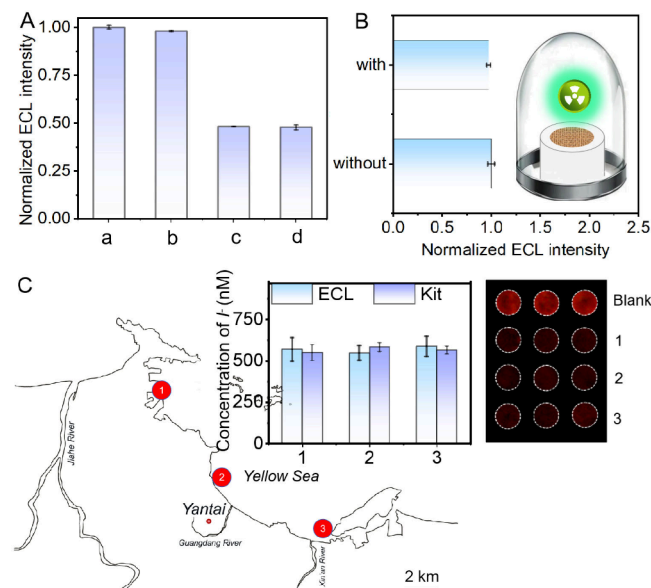 A
Normalized ECL intensity
1.00
0.75
0.50
0.25
0.00
a
b
c
d
B
with
without
0.0
0.5
1.0
1.5
2.0
2.5
Normalized ECL intensity
C
Concentration of I- (nM)
750
500
250
0
ECL
Kit
1
2
3
Blank
1
2
3
1
2
3
Jiahe River
Yellow Sea
Yantai
Guangdang River
Xin'an River
2 km